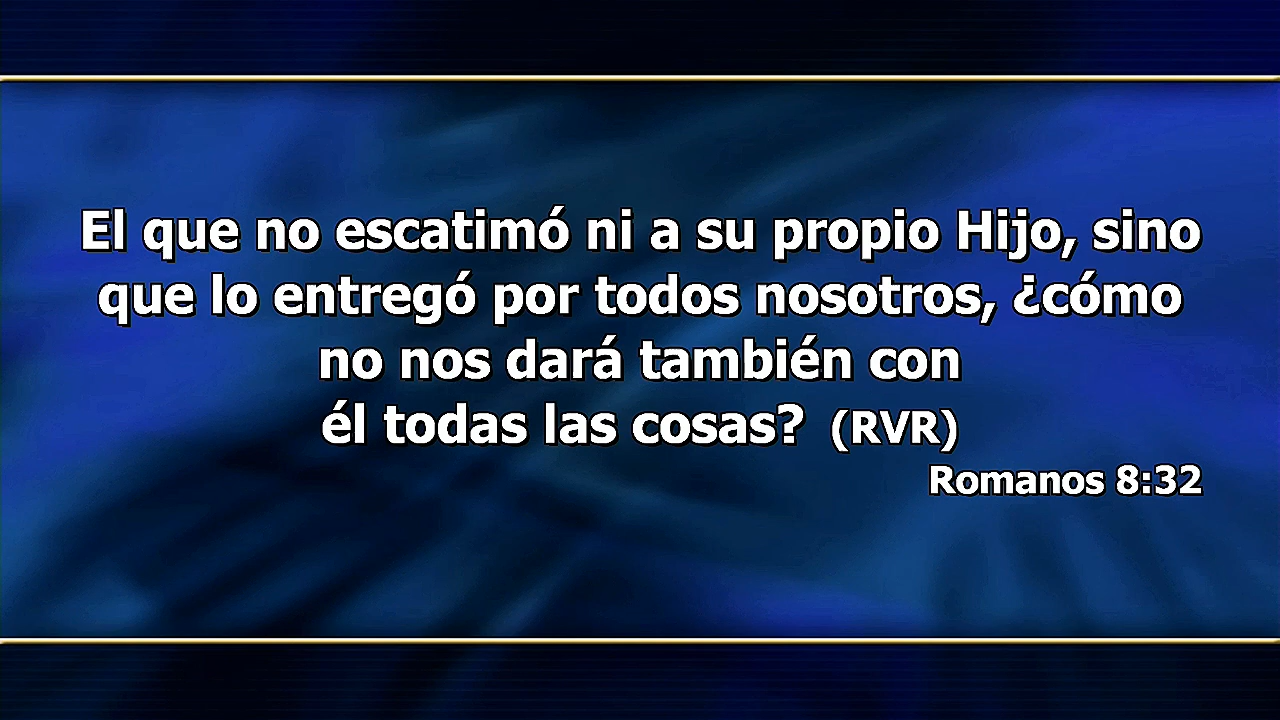 El que no escatimó ni a su propio Hijo, sino
que lo entregó por todos nosotros, ¿cómo
no nos dará también con
él todas las cosas? (RVR)
Romanos 8:32